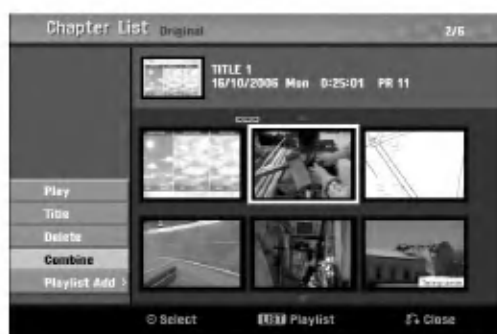 Chapter List Original 2/6
TITLE 1
16/10/2006 Mon 0:25:01 PR 11
Play
Title
Delete
Combine
Playlist Add >
Select LIST Playlist Close